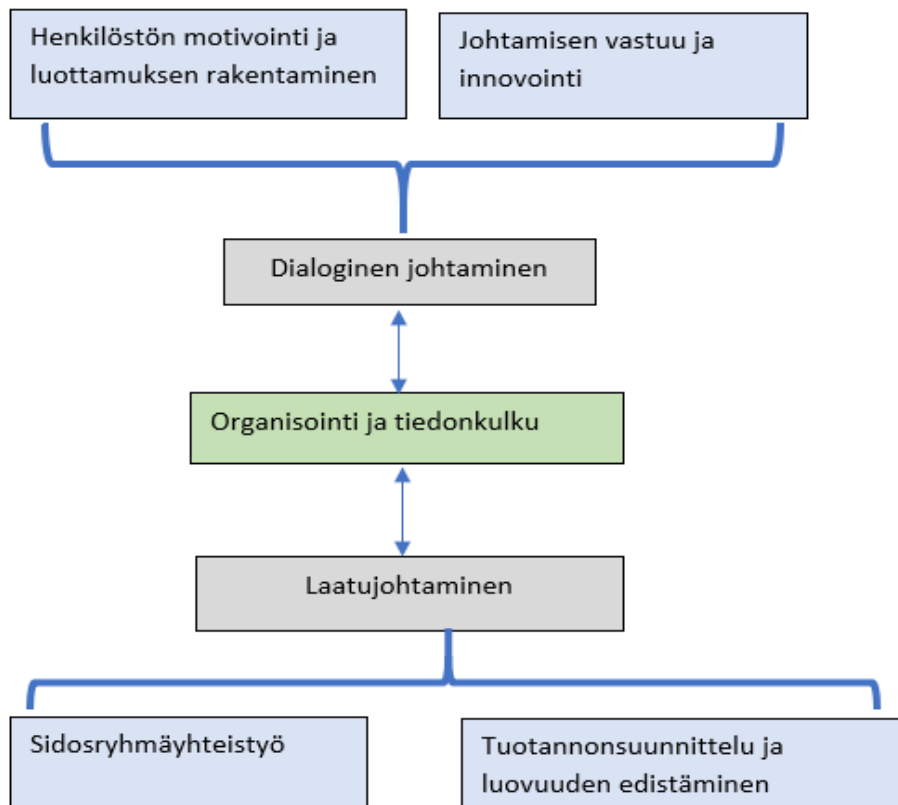 Henkilöstön motivointi ja
luottamuksen rakentaminen
Johtamisen vastuu ja
innovointi
Dialoginen johtaminen
Organisointi ja tiedonkulku
Laatujohtaminen
Sidosryhmäyhteistyö
Tuotannonsuunnittelu ja
luovuuden edistäminen